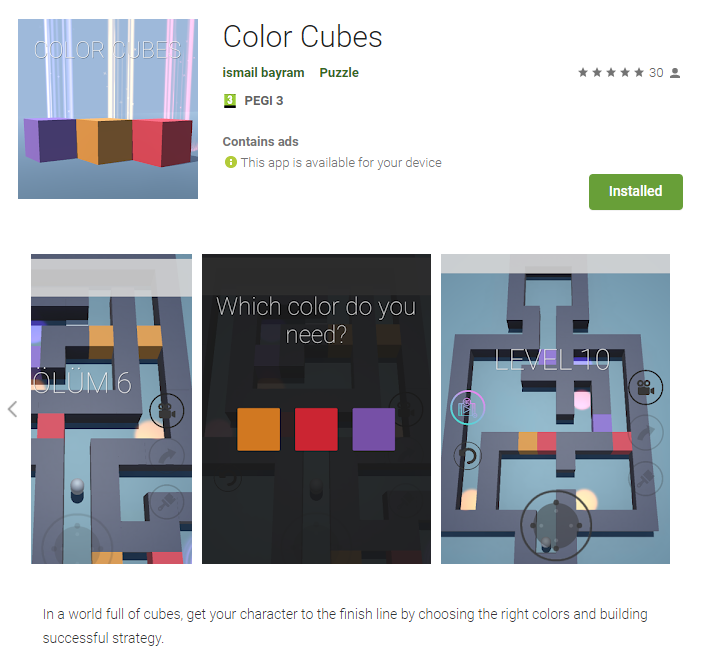 COLOR CUBES
Color Cubes
ismail bayram Puzzle
30
3 PEGI 3
Contains ads
This app is available for your device
Installed
ÖLÜM 6
Which color do you
need?
LEVEL 10
In a world full of cubes, get your character to the finish line by choosing the right colors and building
successful strategy.